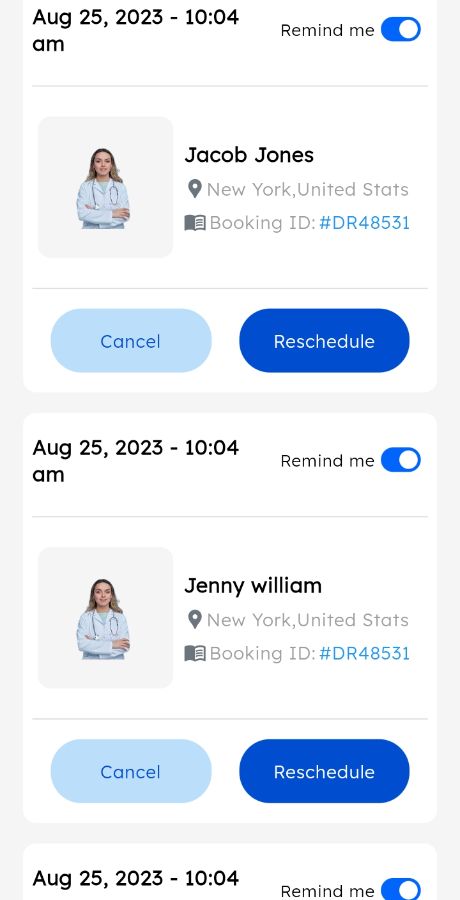 Aug 25, 2023 - 10:04
am
Remind me
Jacob Jones
New York,United Stats
Booking ID: #DR48531
Cancel
Reschedule
Aug 25, 2023 - 10:04
am
Remind me
Jenny william
New York,United Stats
Booking ID: #DR48531
Cancel
Reschedule
Aug 25, 2023 - 10:04
Remind me